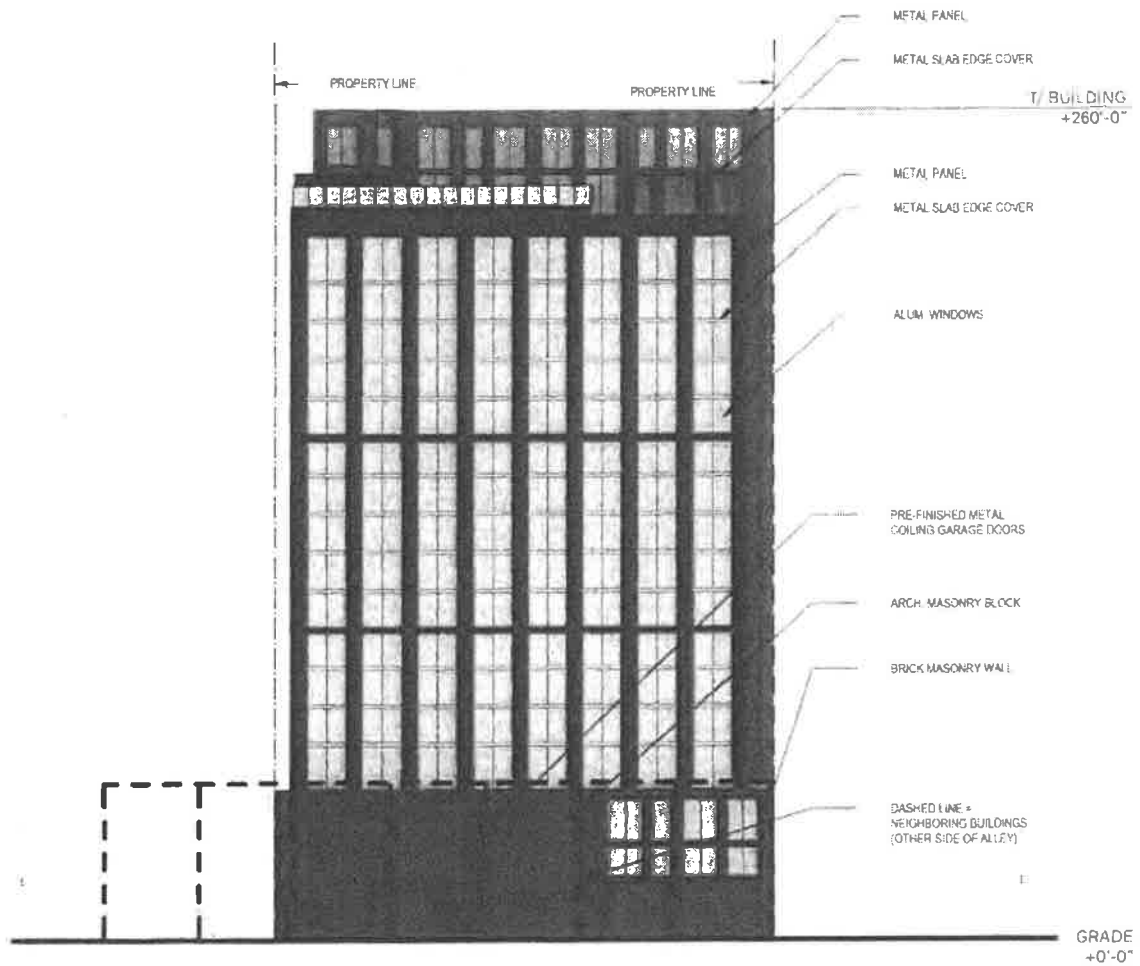 METAL PANEL
METAL SLAB EDGE COVER
PROPERTY LINE
PROPERTY LINE
T/ BUILDING
+260'-0"
METAL PANEL
METAL SLAB EDGE COVER
ALUM. WINDOWS
PRE-FINISHED METAL
COILING GARAGE DOORS
ARCH. MASONRY BLOCK
BRICK MASONRY WALL
DASHED LINE =
NEIGHBORING BUILDINGS
(OTHER SIDE OF ALLEY)
GRADE
+0'-0"